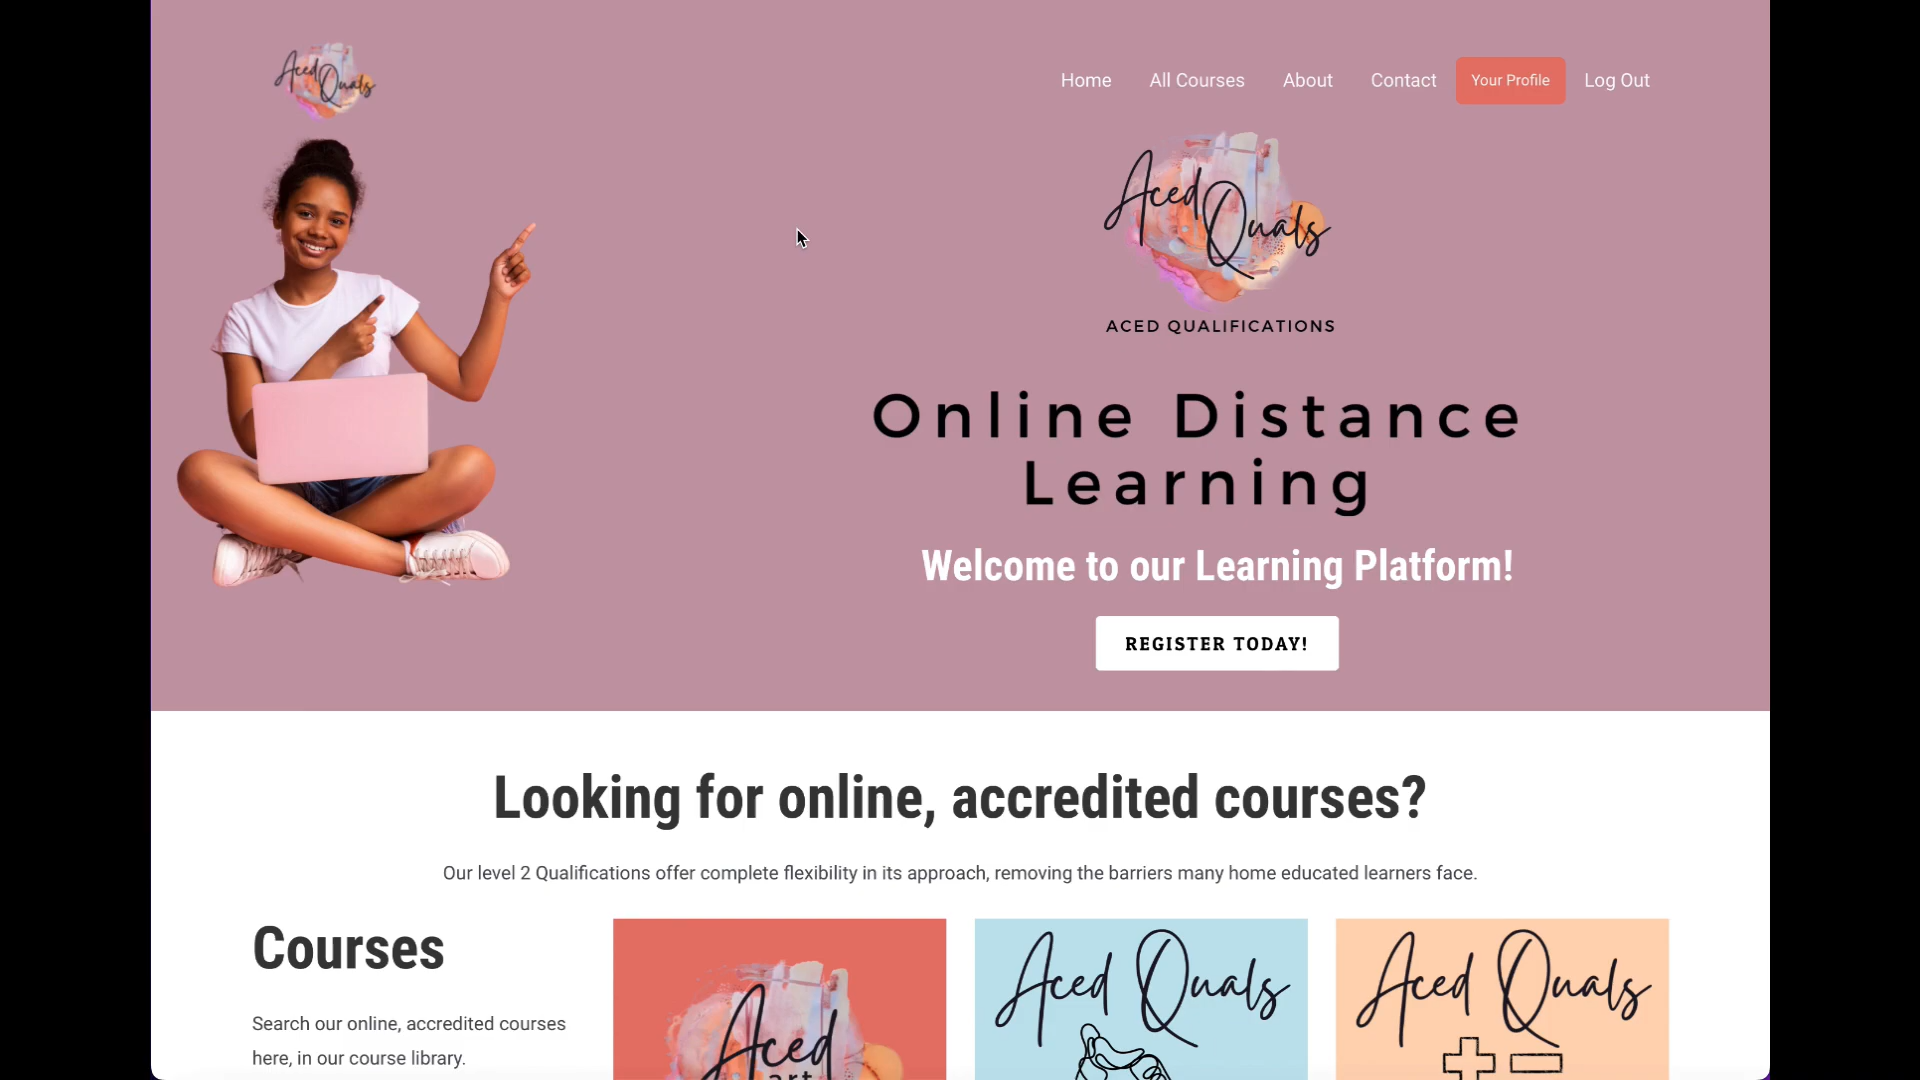 Aced Quals
Home All Courses About Contact Your Profile Log Out
Aced Quals
ACED QUALIFICATIONS
Online Distance
Learning
Welcome to our Learning Platform!
REGISTER TODAY!
Looking for online, accredited courses?
Our level 2 Qualifications offer complete flexibility in its approach, removing the barriers many home educated learners face.
Courses
Search our online, accredited courses
here, in our course library.
Aced
art
Aced Quals
Aced Quals